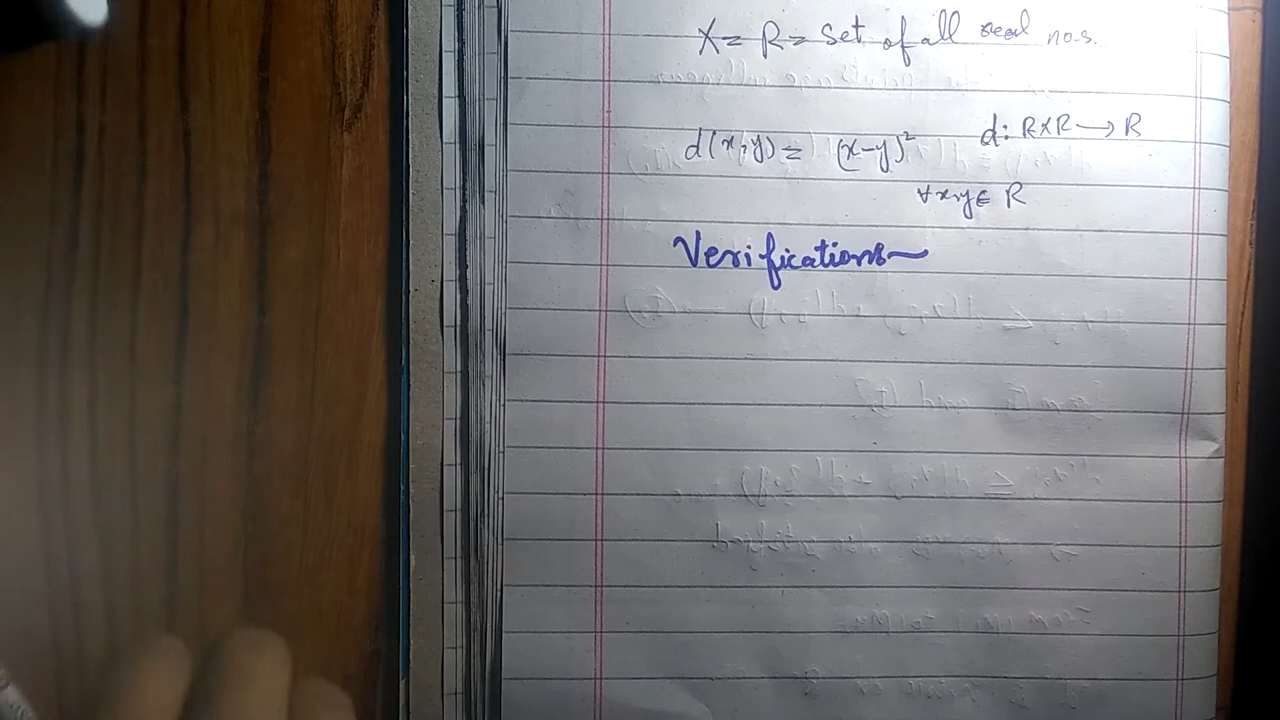 X = R = Set of all real no.s.
d(x,y) = (x-y)² d: R×R → R
∀ x,y ∈ R
Verifications